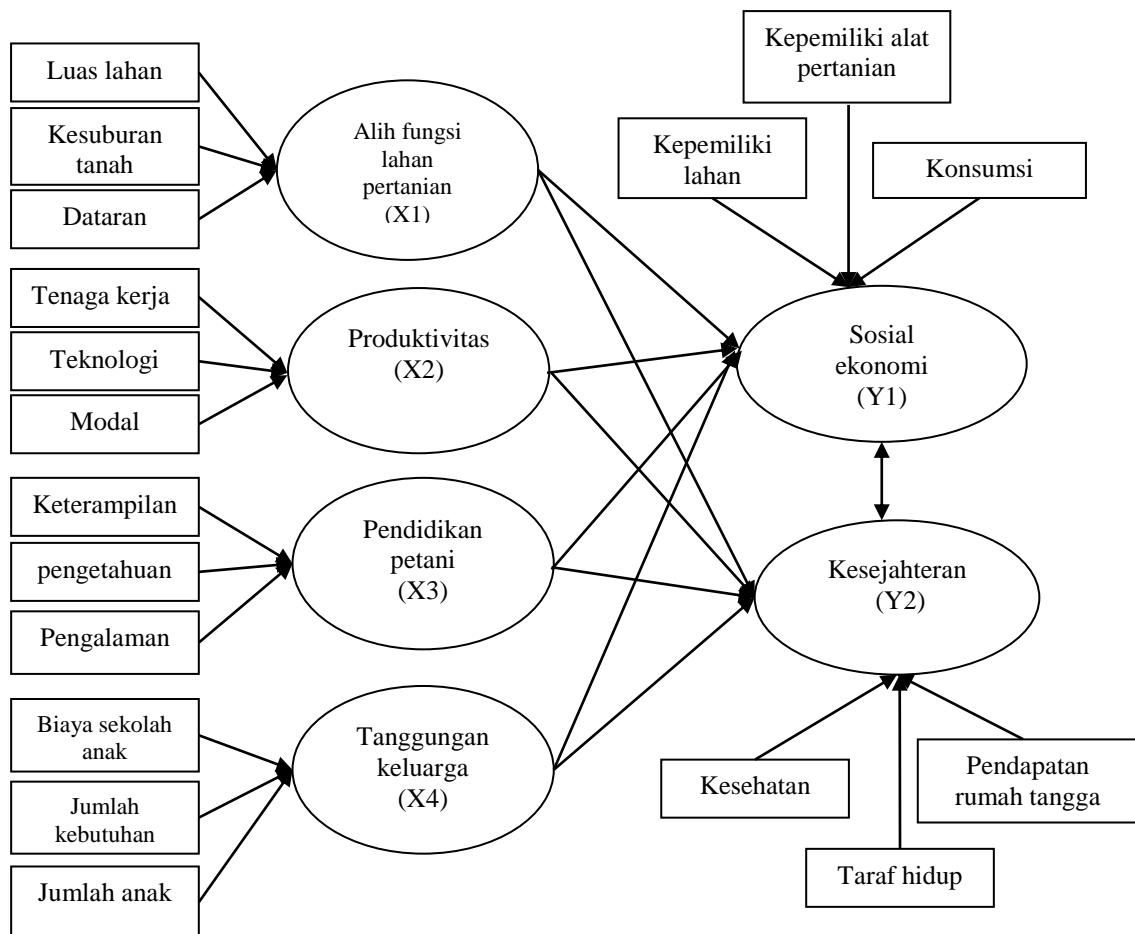 Luas lahan
Kesuburan
tanah
Dataran
Alih fungsi
lahan
pertanian
(X1)
Kepemiliki alat
pertanian
Kepemiliki
lahan
Konsumsi
Tenaga kerja
Teknologi
Modal
Produktivitas
(X2)
Sosial
ekonomi
(Y1)
Keterampilan
pengetahuan
Pengalaman
Pendidikan
petani
(X3)
Kesejahteran
(Y2)
Biaya sekolah
anak
Jumlah
kebutuhan
Jumlah anak
Tanggungan
keluarga
(X4)
Kesehatan
Pendapatan
rumah tangga
Taraf hidup